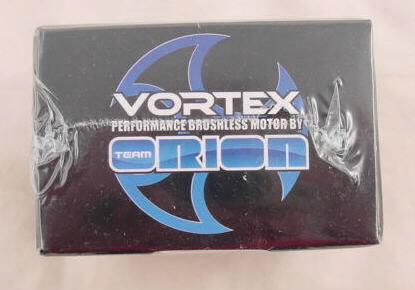 VORTEX
PERFORMANCE BRUSHLESS MOTOR BY
TEAM ORION